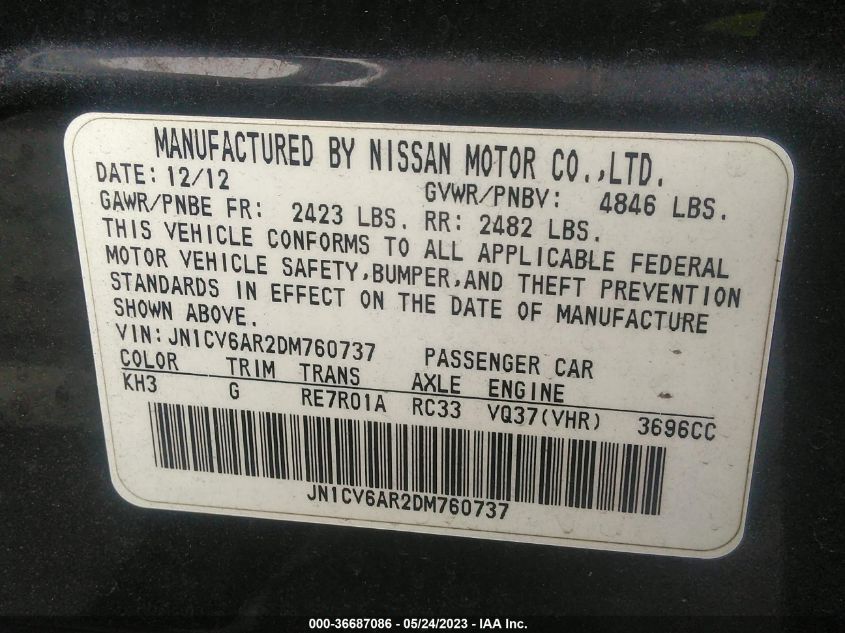 MANUFACTURED BY NISSAN MOTOR CO.,LTD.
DATE: 12/12 GVWR/PNBV: 4846 LBS.
GAWR/PNBE FR: 2423 LBS. RR: 2482 LBS.
THIS VEHICLE CONFORMS TO ALL APPLICABLE FEDERAL
MOTOR VEHICLE SAFETY,BUMPER,AND THEFT PREVENTION
STANDARDS IN EFFECT ON THE DATE OF MANUFACTURE
SHOWN ABOVE.
VIN: JN1CV6AR2DM760737 PASSENGER CAR
COLOR TRIM TRANS AXLE ENGINE
KH3 G RE7R01A RC33 VQ37(VHR) 3696CC
JN1CV6AR2DM760737
000-36687086 - 05/24/2023 - IAA Inc.